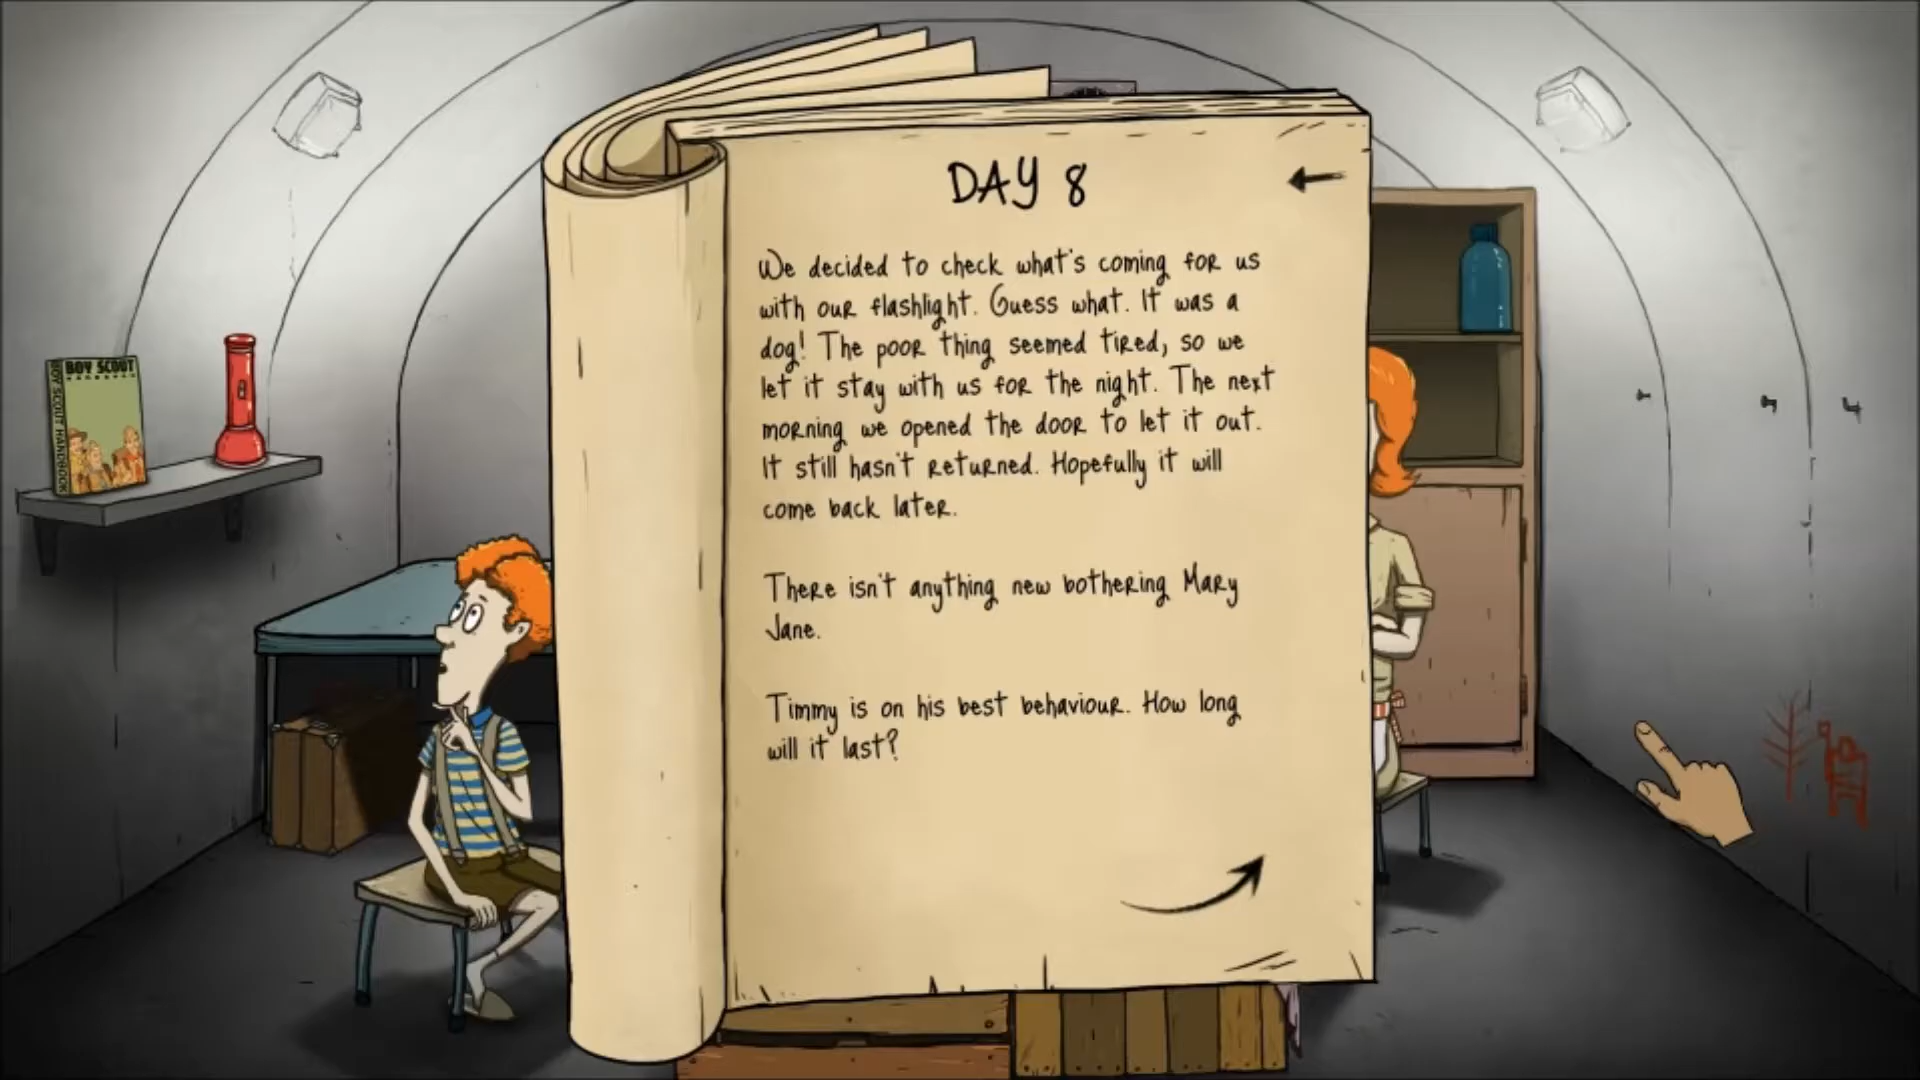 DAY 8
We decided to check what's coming for us
with our flashlight. Guess what. It was a
dog! The poor thing seemed tired, so we
let it stay with us for the night. The next
morning we opened the door to let it out.
It still hasn't returned. Hopefully it will
come back later.
There isn't anything new bothering Mary
Jane.
Timmy is on his best behaviour. How long
will it last?
BOY SCOUT
HANDBOOK
BOY SCOUT HANDBOOK